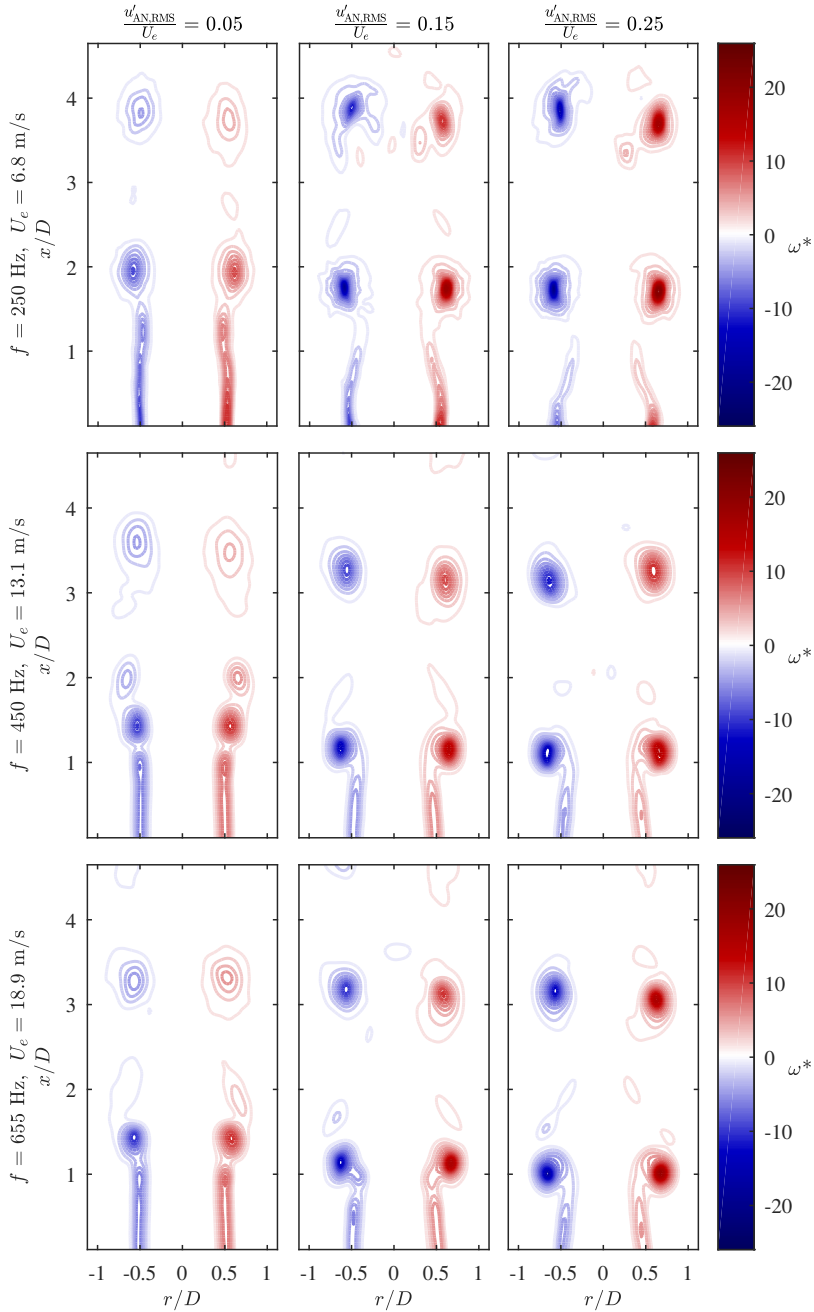 u′AN,RMS/Ue = 0.05 u′AN,RMS/Ue = 0.15 u′AN,RMS/Ue = 0.25
f = 250 Hz, Ue = 6.8 m/s
x/D
4
3
2
1
20
10
0
-10
-20
ω*
f = 450 Hz, Ue = 13.1 m/s
x/D
4
3
2
1
20
10
0
-10
-20
ω*
f = 655 Hz, Ue = 18.9 m/s
x/D
4
3
2
1
20
10
0
-10
-20
ω*
-1 -0.5 0 0.5 1 -1 -0.5 0 0.5 1 -1 -0.5 0 0.5 1
r/D r/D r/D